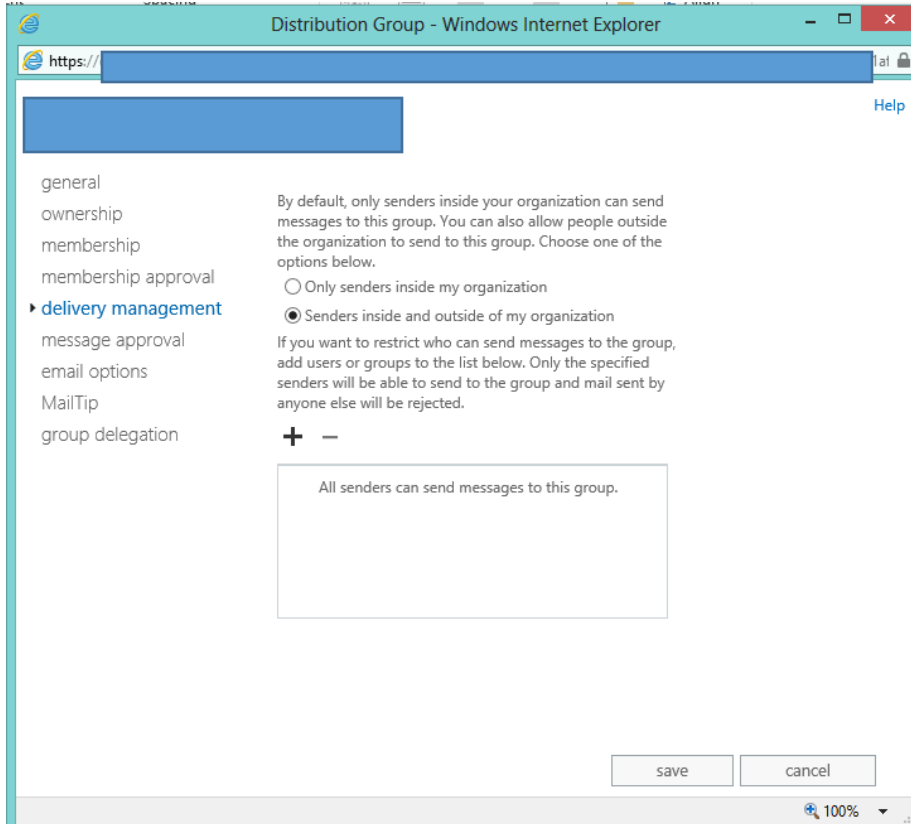 Spacing
Distribution Group - Windows Internet Explorer
https://
Help
general
ownership
membership
membership approval
delivery management
message approval
email options
MailTip
group delegation
By default, only senders inside your organization can send
messages to this group. You can also allow people outside
the organization to send to this group. Choose one of the
options below.
Only senders inside my organization
Senders inside and outside of my organization
If you want to restrict who can send messages to the group,
add users or groups to the list below. Only the specified
senders will be able to send to the group and mail sent by
anyone else will be rejected.
All senders can send messages to this group.
save
cancel
100%